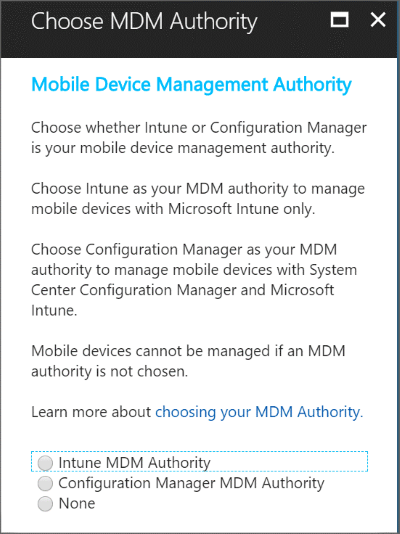 Choose MDM Authority
Mobile Device Management Authority
Choose whether Intune or Configuration Manager
is your mobile device management authority.
Choose Intune as your MDM authority to manage
mobile devices with Microsoft Intune only.
Choose Configuration Manager as your MDM
authority to manage mobile devices with System
Center Configuration Manager and Microsoft
Intune.
Mobile devices cannot be managed if an MDM
authority is not chosen.
Learn more about choosing your MDM Authority.
Intune MDM Authority
Configuration Manager MDM Authority
None